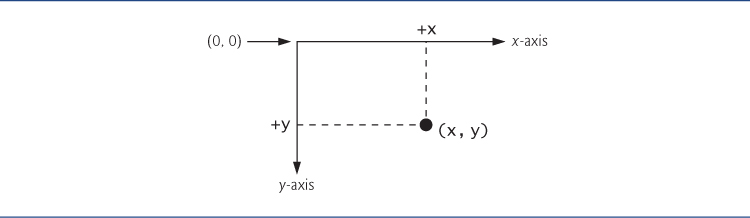 +x
(0, 0)
x-axis
+y
(x, y)
y-axis